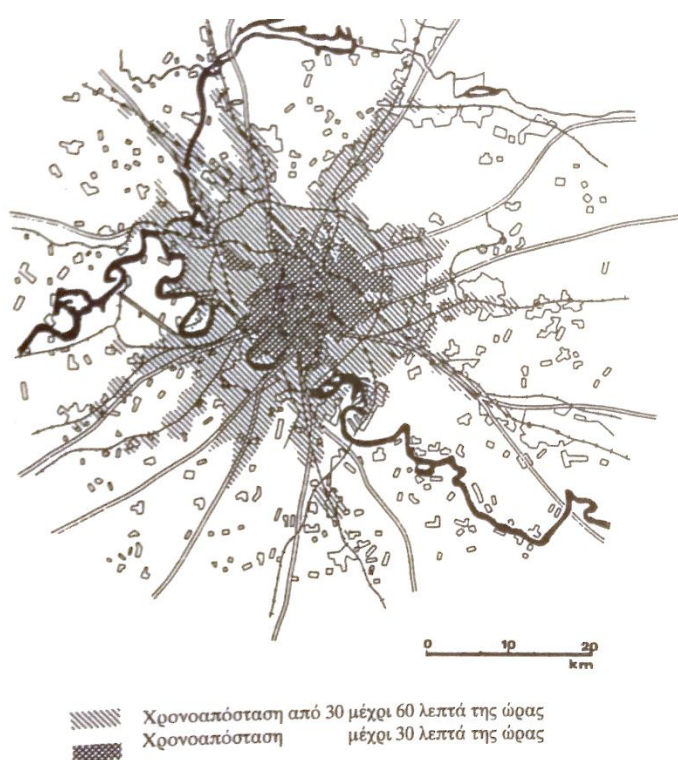 0 10 20
km
Χρονοαπόσταση από 30 μέχρι 60 λεπτά της ώρας
Χρονοαπόσταση μέχρι 30 λεπτά της ώρας